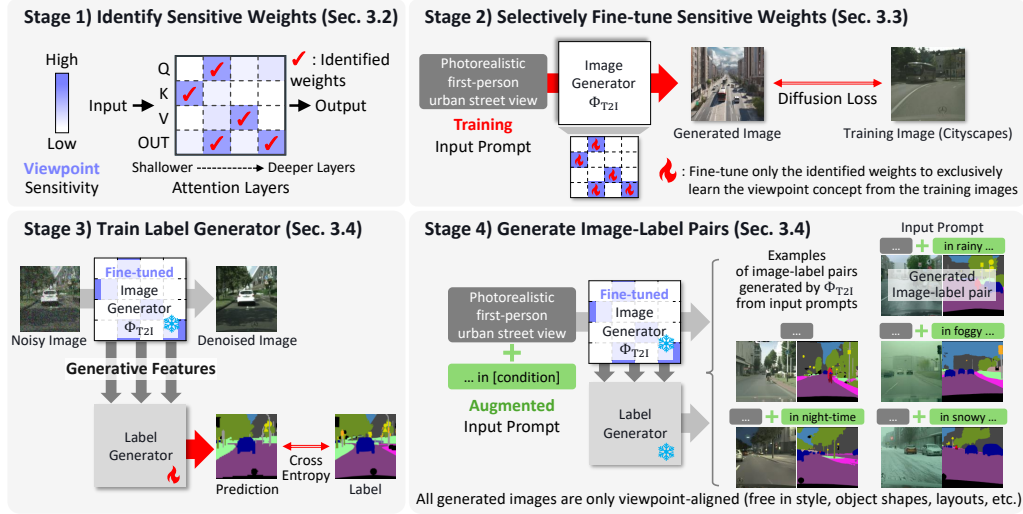 Stage 1) Identify Sensitive Weights (Sec. 3.2)
High
Low
Viewpoint
Sensitivity
Input
Q
K
V
OUT
Output
: Identified
weights
Shallower
Deeper Layers
Attention Layers
Stage 2) Selectively Fine-tune Sensitive Weights (Sec. 3.3)
Photorealistic
first-person
urban street view
Training
Input Prompt
Image
Generator
Φ_T2I
Generated Image
Diffusion Loss
Training Image (Cityscapes)
: Fine-tune only the identified weights to exclusively
learn the viewpoint concept from the training images
Stage 3) Train Label Generator (Sec. 3.4)
Noisy Image
Fine-tuned
Image
Generator
Φ_T2I
Denoised Image
Generative Features
Label
Generator
Prediction
Cross
Entropy
Label
Stage 4) Generate Image-Label Pairs (Sec. 3.4)
Photorealistic
first-person
urban street view
+
... in [condition]
Augmented
Input Prompt
Fine-tuned
Image
Generator
Φ_T2I
Label
Generator
Examples
of image-label pairs
generated by Φ_T2I
from input prompts
Input Prompt
... + in rainy ...
Generated
Image-label pair
...
... + in foggy ...
... + in night-time
... + in snowy ...
All generated images are only viewpoint-aligned (free in style, object shapes, layouts, etc.)